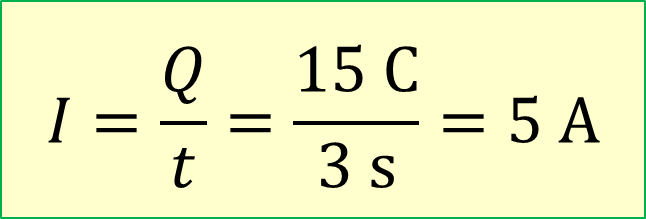 I = Q/t = 15 C/3 s = 5 A